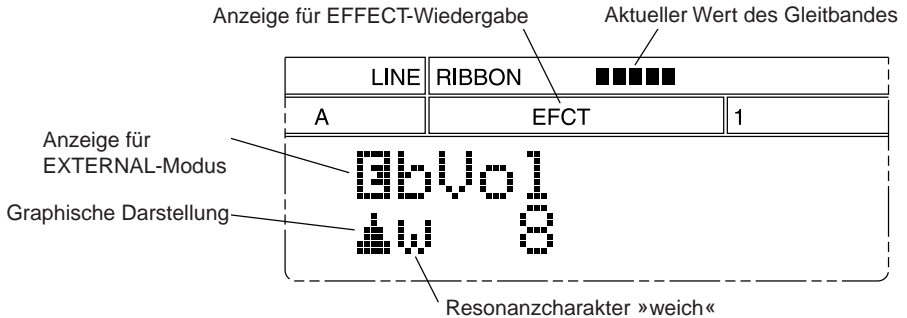 Anzeige für EFFECT-Wiedergabe
Aktueller Wert des Gleitbandes
LINE RIBBON
A EFCT 1
Anzeige für
EXTERNAL-Modus
EbVol
Graphische Darstellung
w 8
Resonanzcharakter »weich«